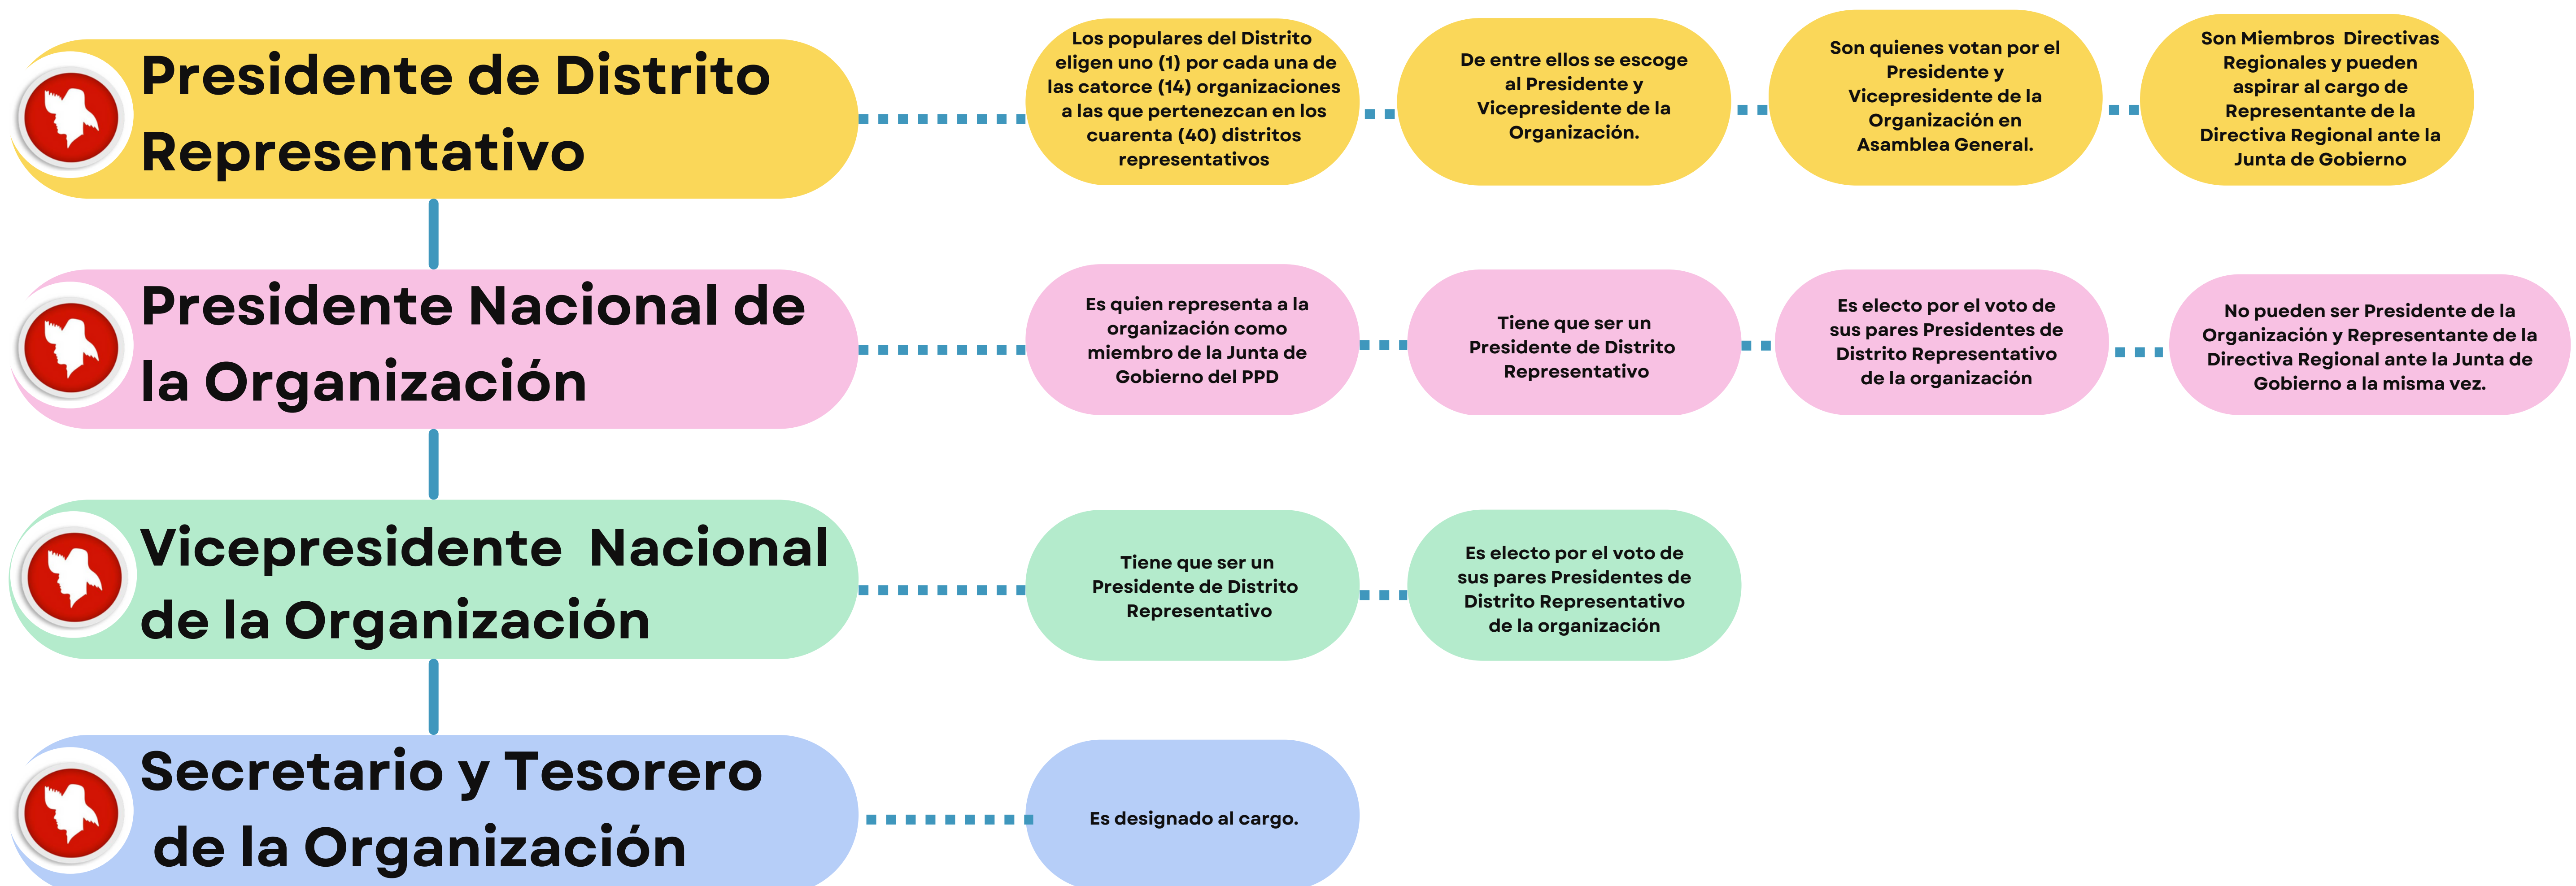 Presidente de Distrito
Representativo
Los populares del Distrito
eligen uno (1) por cada una de
las catorce (14) organizaciones
a las que pertenezcan en los
cuarenta (40) distritos
representativos
De entre ellos se escoge
al Presidente y
Vicepresidente de la
Organización.
Son quienes votan por el
Presidente y
Vicepresidente de la
Organización en
Asamblea General.
Son Miembros  Directivas
Regionales y pueden
aspirar al cargo de
Representante de la
Directiva Regional ante la
Junta de Gobierno
Presidente Nacional de
la Organización
Es quien representa a la
organización como
miembro de la Junta de
Gobierno del PPD
Tiene que ser un
Presidente de Distrito
Representativo
Es electo por el voto de
sus pares Presidentes de
Distrito Representativo
de la organización
No pueden ser Presidente de la
Organización y Representante de la
Directiva Regional ante la Junta de
Gobierno a la misma vez.
Vicepresidente  Nacional
de la Organización
Tiene que ser un
Presidente de Distrito
Representativo
Es electo por el voto de
sus pares Presidentes de
Distrito Representativo
de la organización
Secretario y Tesorero
de la Organización
Es designado al cargo.